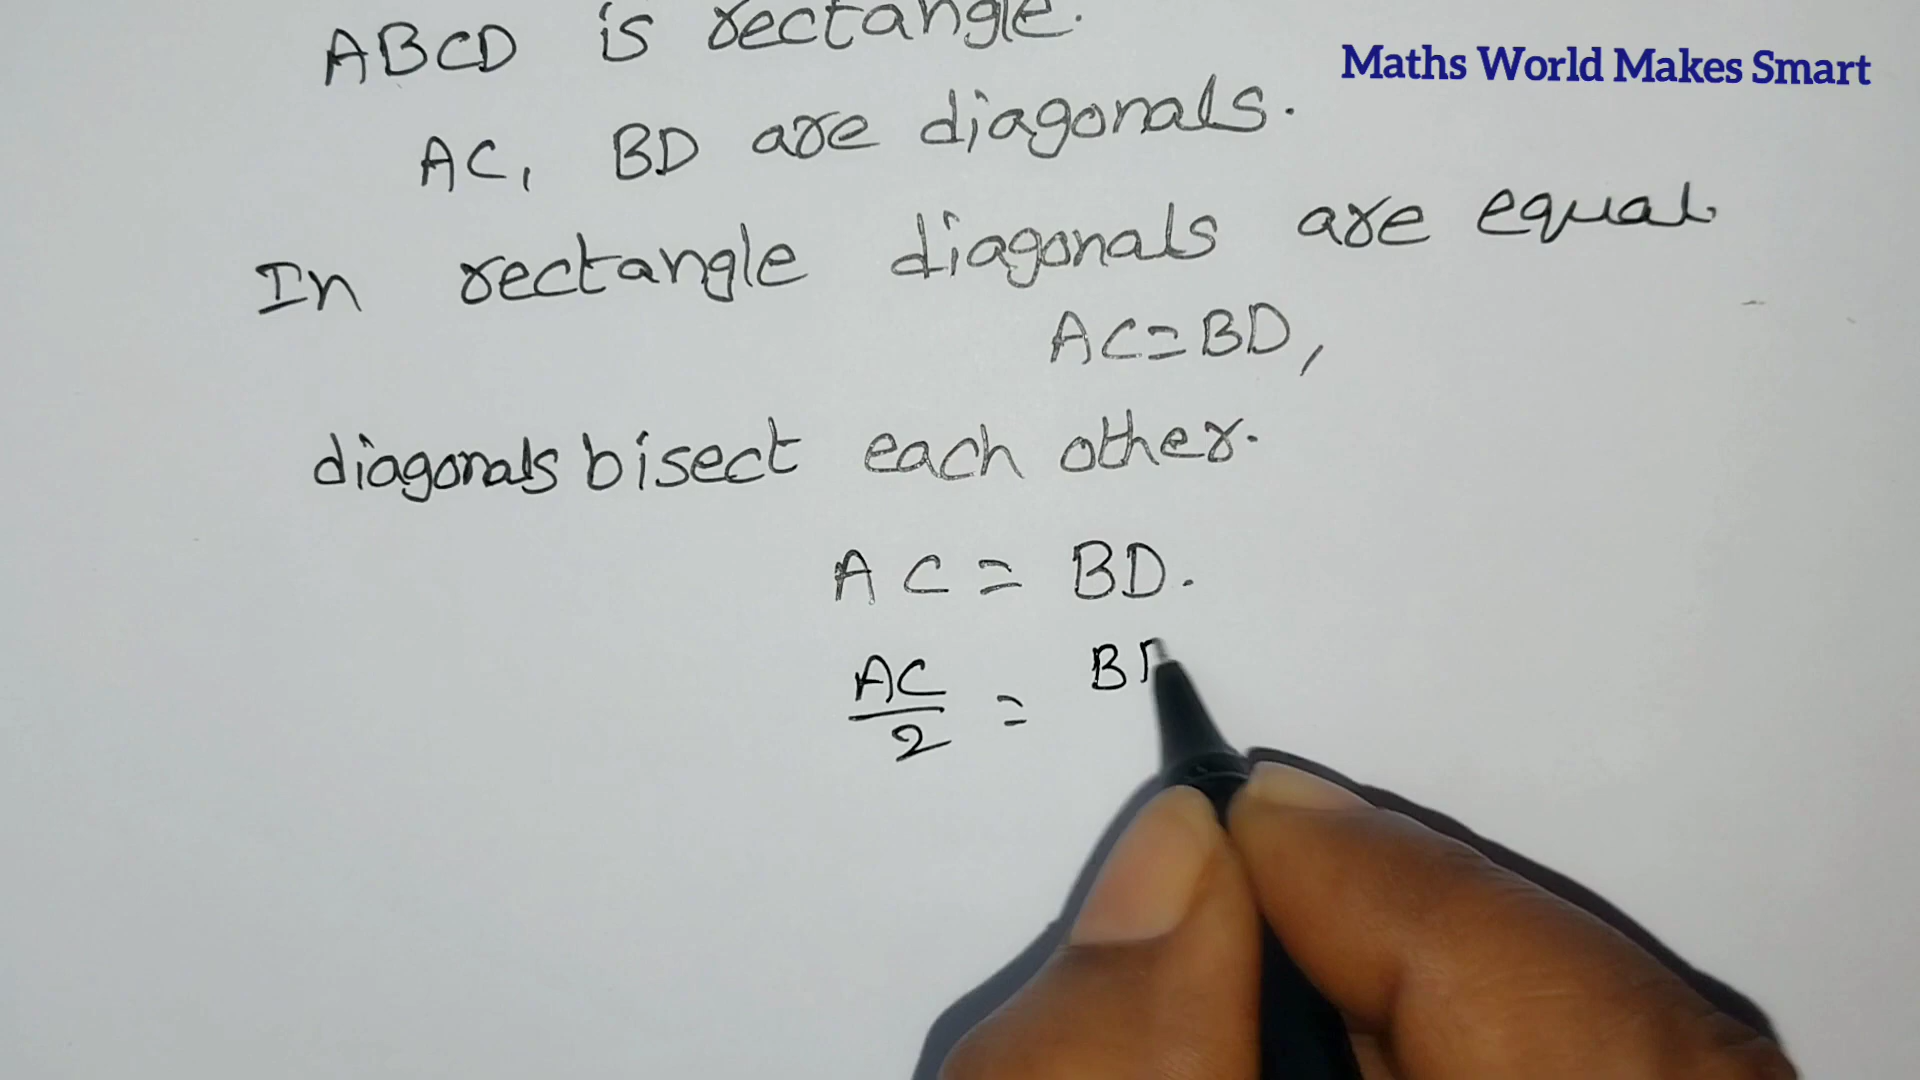 ABCD is rectangle.
Maths World Makes Smart
AC, BD are diagonals.
In rectangle diagonals are equal.
AC=BD,
diagonals bisect each other.
AC = BD.
AC/2 = B